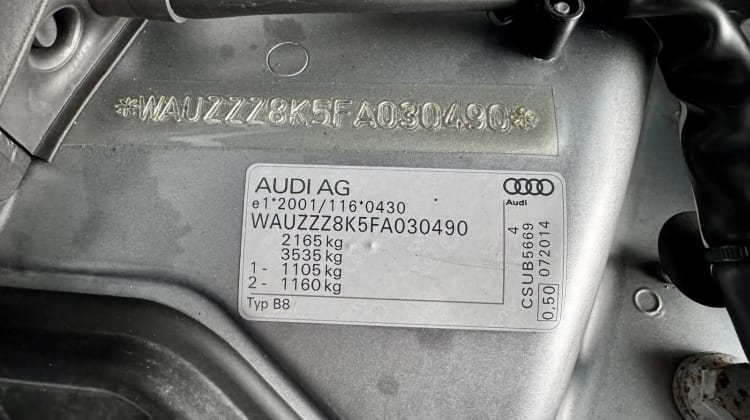 *WAUZZZ8K5FA030490*
AUDI AG
Audi
e1*2001/116*0430
WAUZZZ8K5FA030490
2165 kg
3535 kg
1 - 1105 kg
2 - 1160 kg
Typ B8
CSUB5669 4
0,50 072014